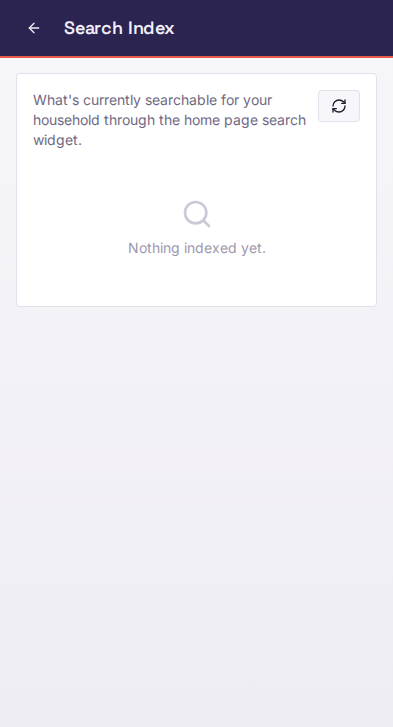 Search Index
What's currently searchable for your
household through the home page search
widget.
Nothing indexed yet.